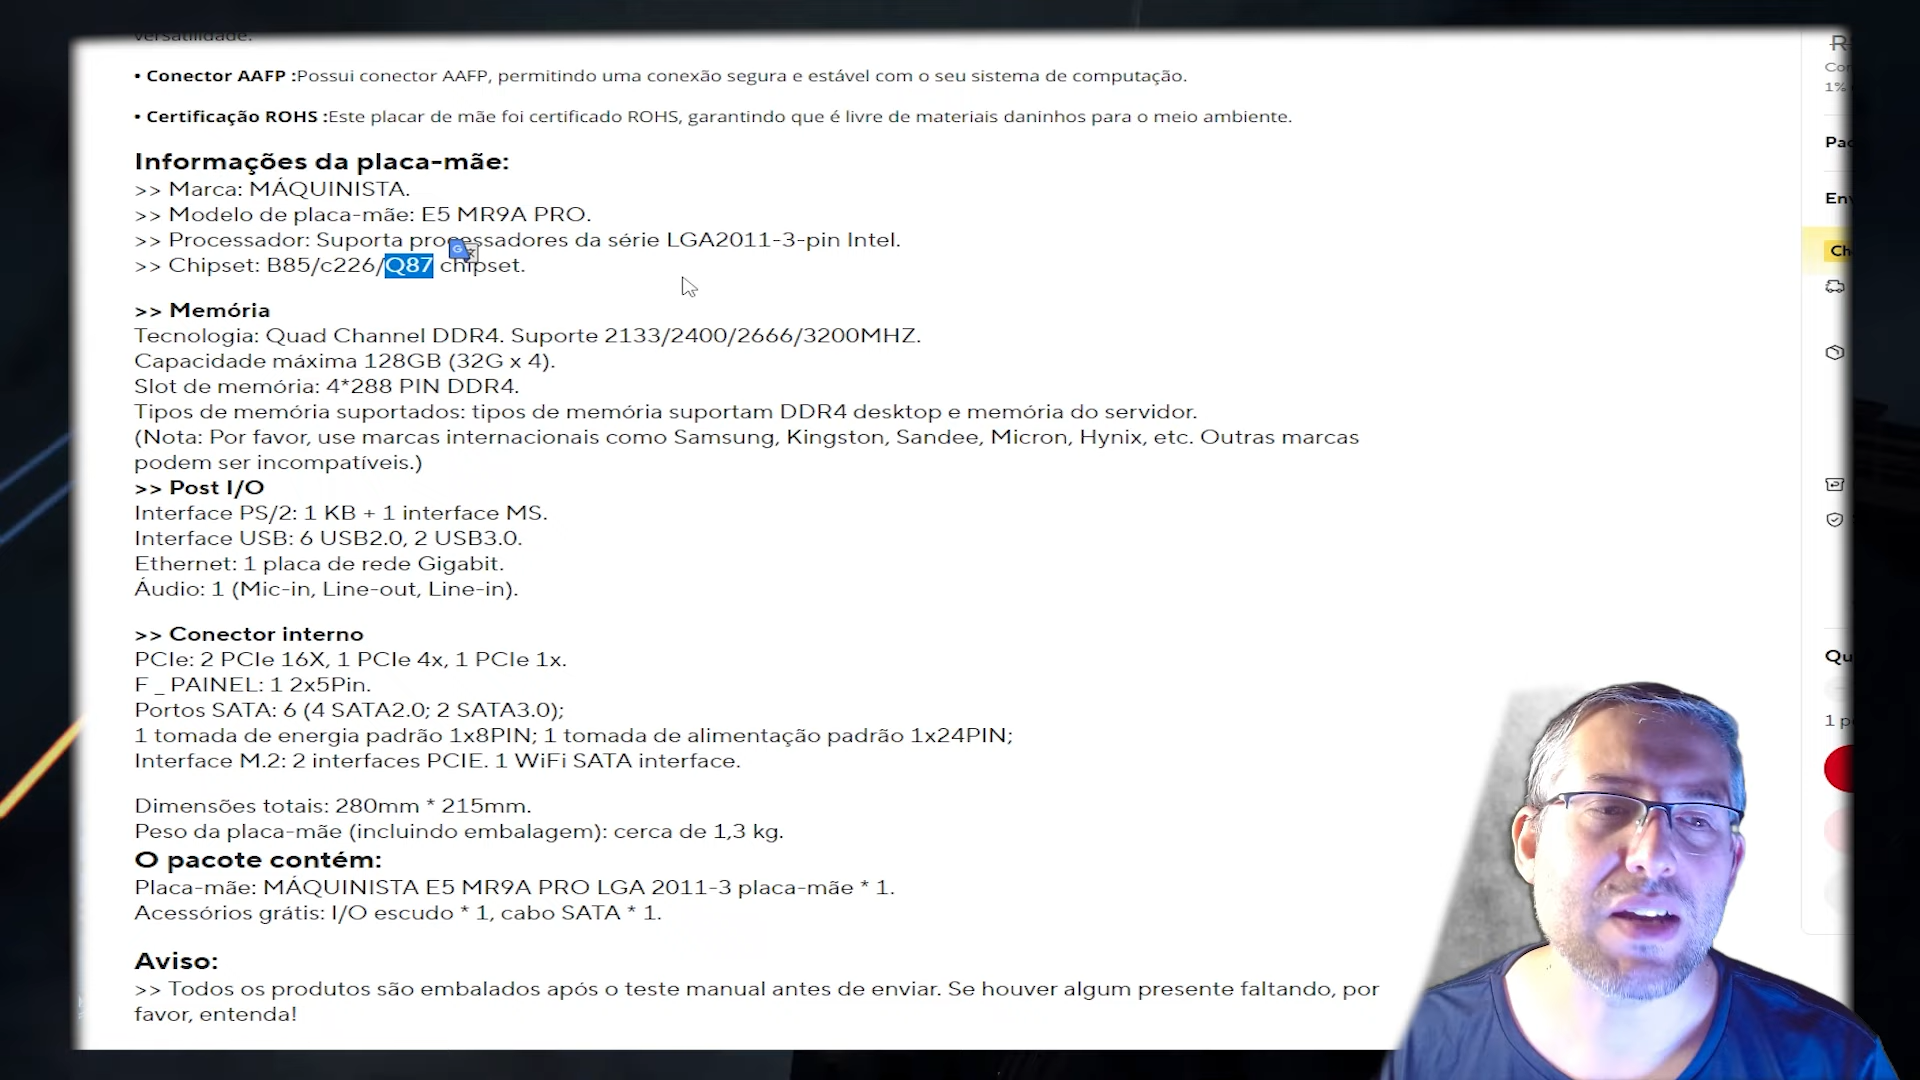 versatilidade.
• Conector AAFP :Possui conector AAFP, permitindo uma conexão segura e estável com o seu sistema de computação.
• Certificação ROHS :Este placar de mãe foi certificado ROHS, garantindo que é livre de materiais daninhos para o meio ambiente.
Informações da placa-mãe:
>> Marca: MÁQUINISTA.
>> Modelo de placa-mãe: E5 MR9A PRO.
>> Processador: Suporta processadores da série LGA2011-3-pin Intel.
>> Chipset: B85/c226/Q87 chipset.
>> Memória
Tecnologia: Quad Channel DDR4. Suporte 2133/2400/2666/3200MHZ.
Capacidade máxima 128GB (32G x 4).
Slot de memória: 4*288 PIN DDR4.
Tipos de memória suportados: tipos de memória suportam DDR4 desktop e memória do servidor.
(Nota: Por favor, use marcas internacionais como Samsung, Kingston, Sandee, Micron, Hynix, etc. Outras marcas
podem ser incompatíveis.)
>> Post I/O
Interface PS/2: 1 KB + 1 interface MS.
Interface USB: 6 USB2.0, 2 USB3.0.
Ethernet: 1 placa de rede Gigabit.
Áudio: 1 (Mic-in, Line-out, Line-in).
>> Conector interno
PCIe: 2 PCIe 16X, 1 PCIe 4x, 1 PCIe 1x.
F _ PAINEL: 1 2x5Pin.
Portos SATA: 6 (4 SATA2.0; 2 SATA3.0);
1 tomada de energia padrão 1x8PIN; 1 tomada de alimentação padrão 1x24PIN;
Interface M.2: 2 interfaces PCIE. 1 WiFi SATA interface.
Dimensões totais: 280mm * 215mm.
Peso da placa-mãe (incluindo embalagem): cerca de 1,3 kg.
O pacote contém:
Placa-mãe: MÁQUINISTA E5 MR9A PRO LGA 2011-3 placa-mãe * 1.
Acessórios grátis: I/O escudo * 1, cabo SATA * 1.
Aviso:
>> Todos os produtos são embalados após o teste manual antes de enviar. Se houver algum presente faltando, por
favor, entenda!
1%